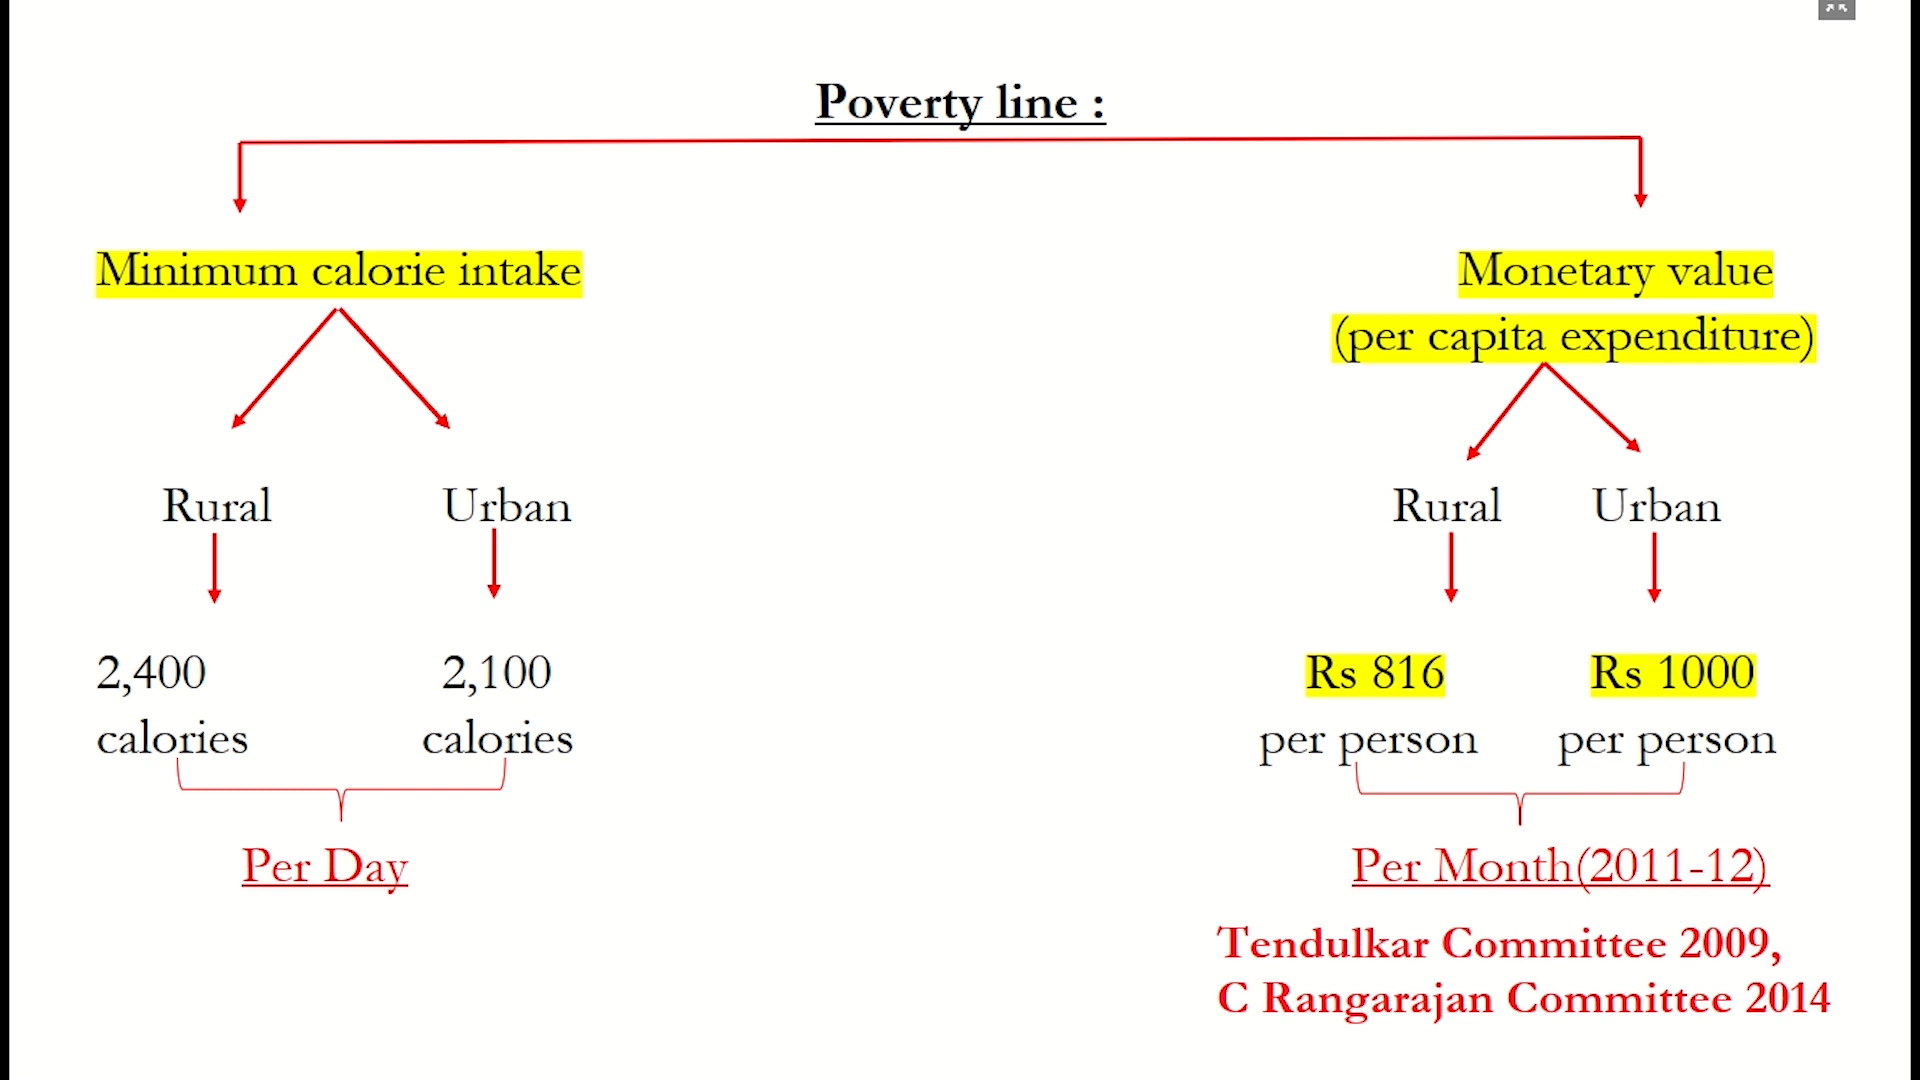 Poverty line :
Minimum calorie intake
Monetary value
(per capita expenditure)
Rural
Urban
Rural
Urban
2,400
calories
2,100
calories
Rs 816
per person
Rs 1000
per person
Per Day
Per Month(2011-12)
Tendulkar Committee 2009,
C Rangarajan Committee 2014